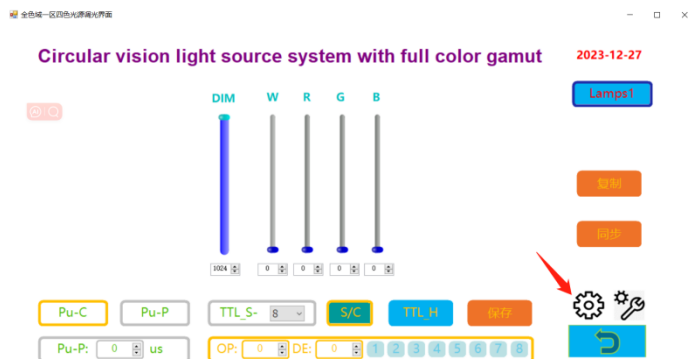 全色域一区四色光源调光界面
Circular vision light source system with full color gamut
2023-12-27
DIM W R G B
Lamps1
AI
复制
同步
1024 0 0 0 0
Pu-C Pu-P TTL_S- 8 S/C TTL_H 保存
Pu-P: 0 us OP: 0 DE: 0 1 2 3 4 5 6 7 8